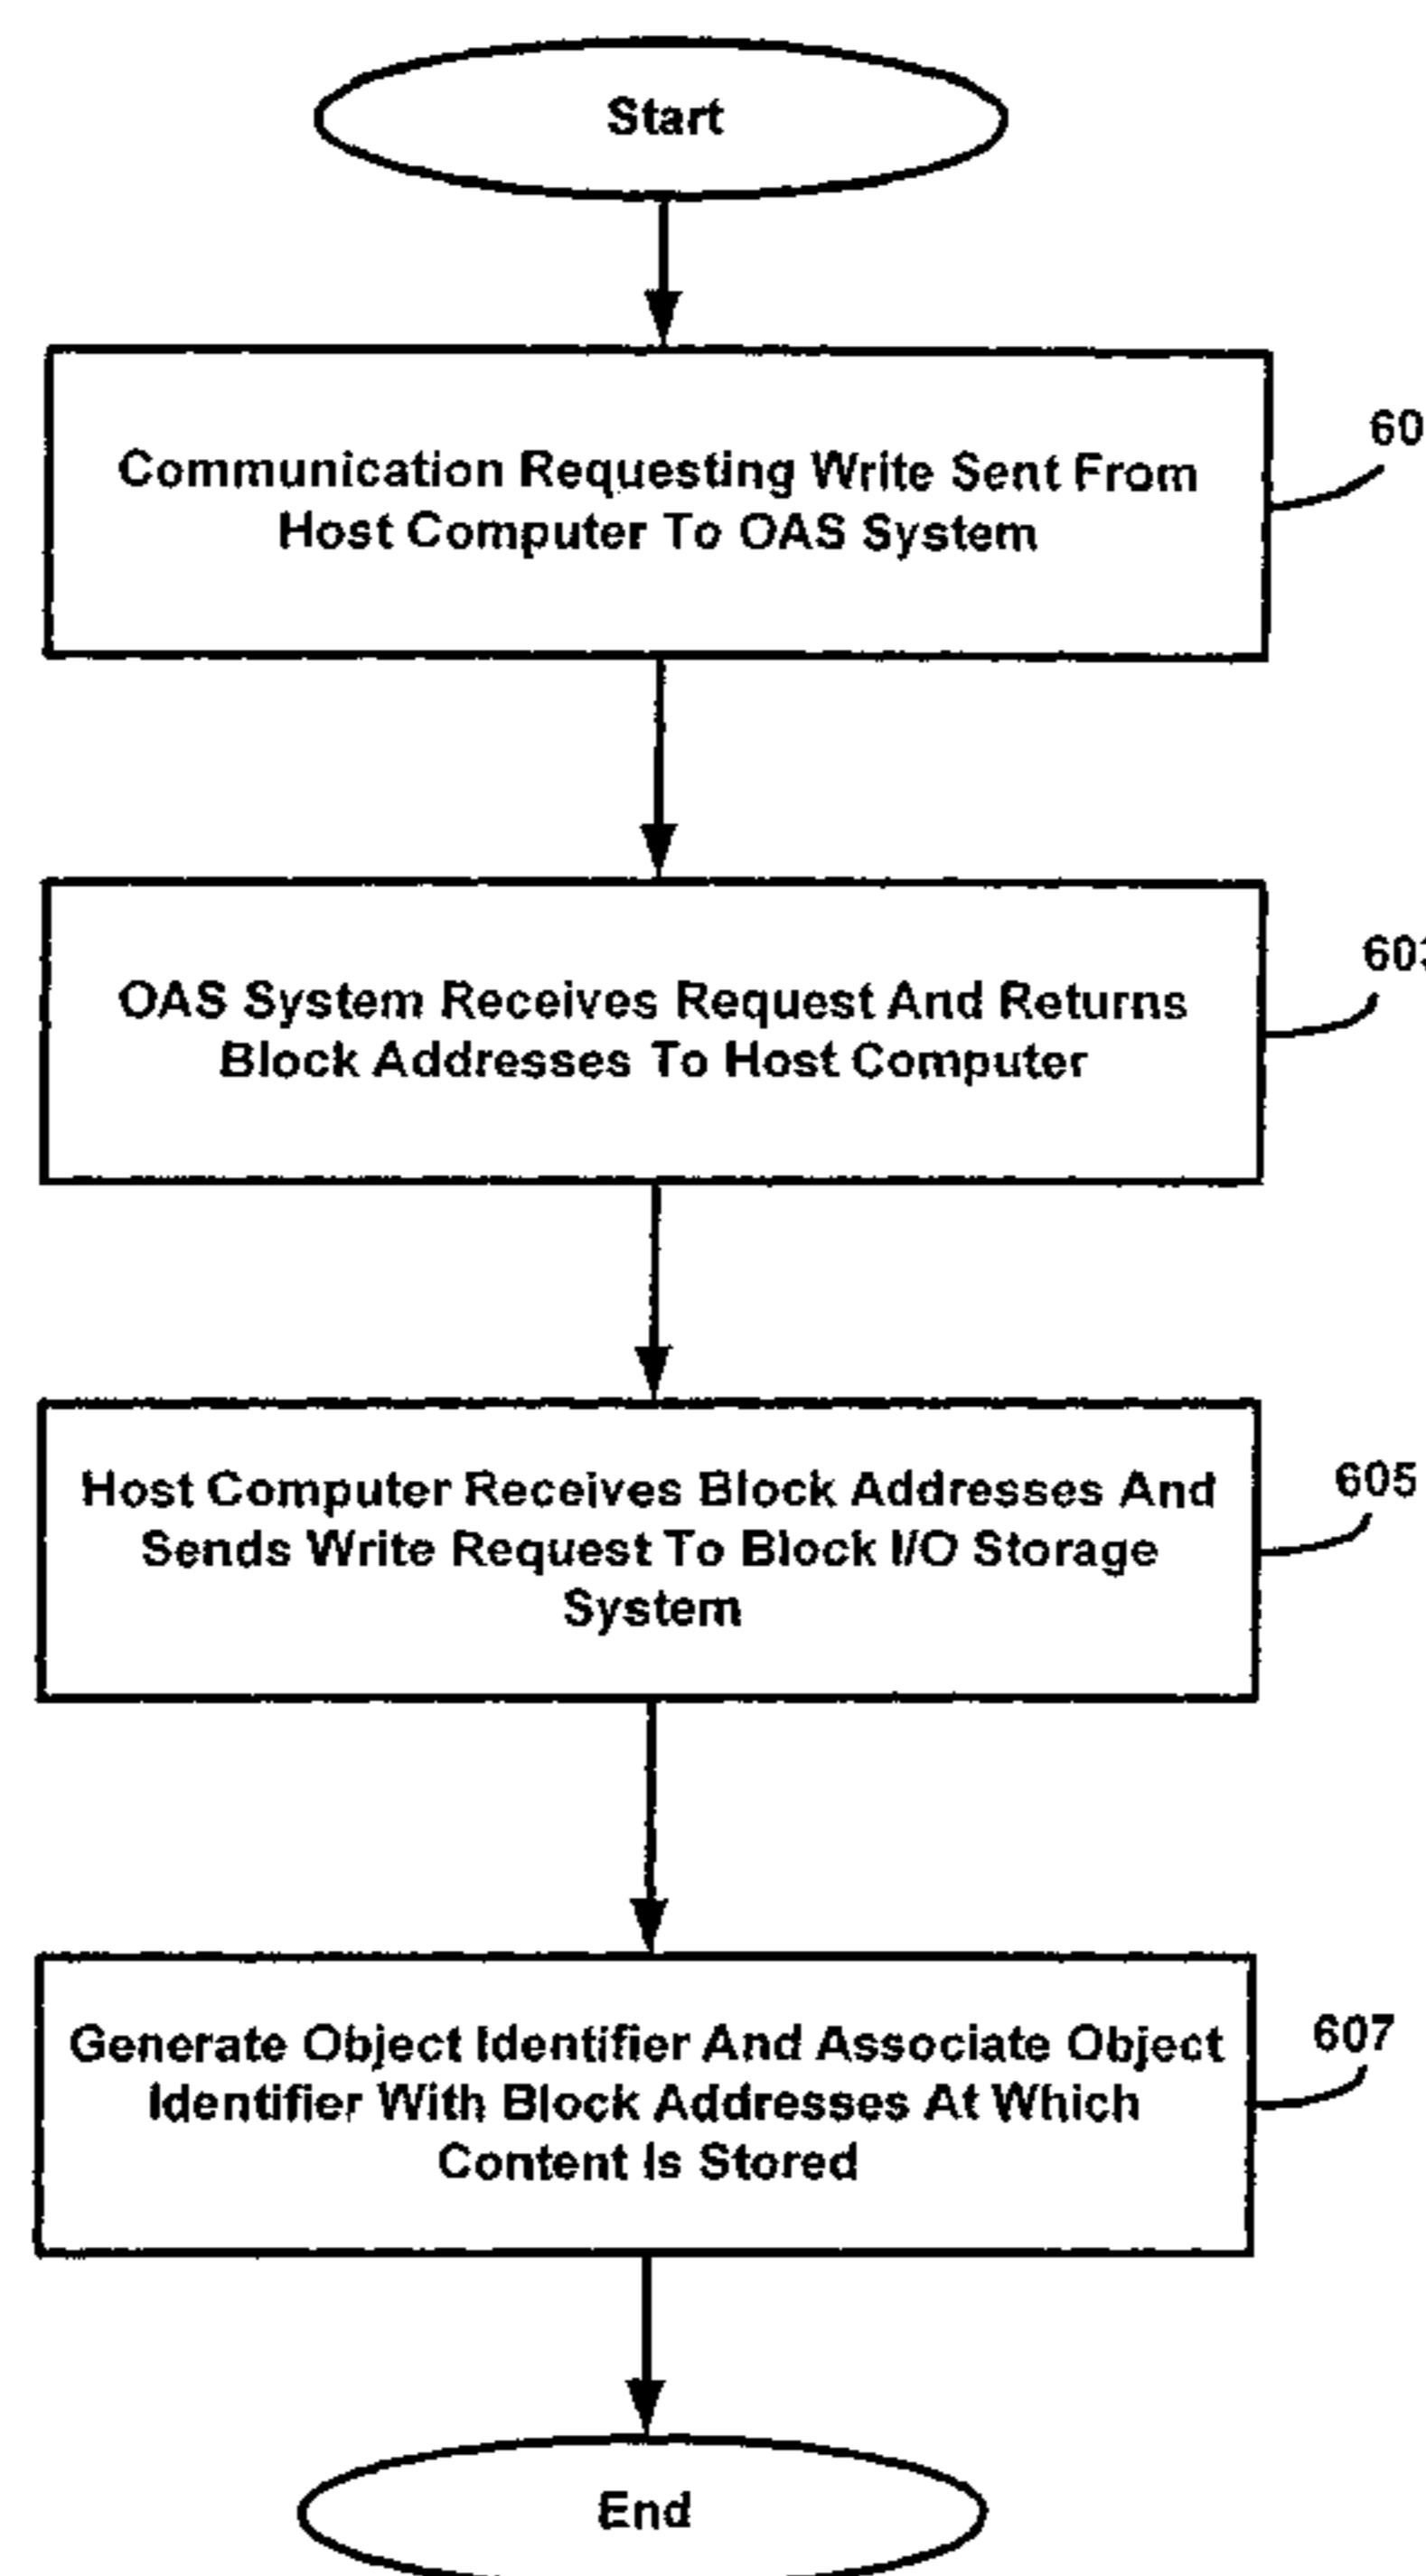 Start
Communication Requesting Write Sent From
Host Computer To OAS System
60
OAS System Receives Request And Returns
Block Addresses To Host Computer
603
Host Computer Receives Block Addresses And
Sends Write Request To Block I/O Storage
System
605
Generate Object Identifier And Associate Object
Identifier With Block Addresses At Which
Content Is Stored
607
End